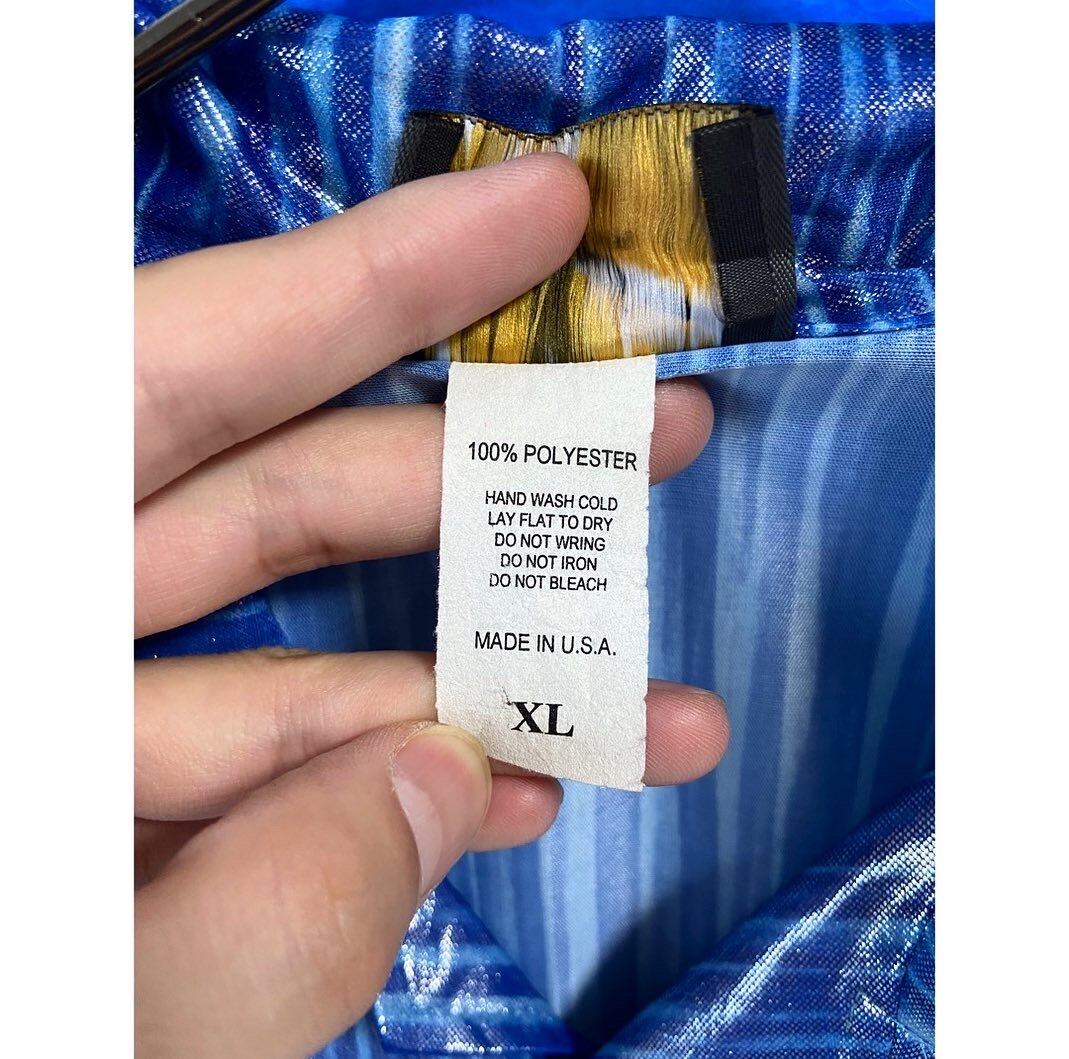 100% POLYESTER
HAND WASH COLD
LAY FLAT TO DRY
DO NOT WRING
DO NOT IRON
DO NOT BLEACH
MADE IN U.S.A.
XL